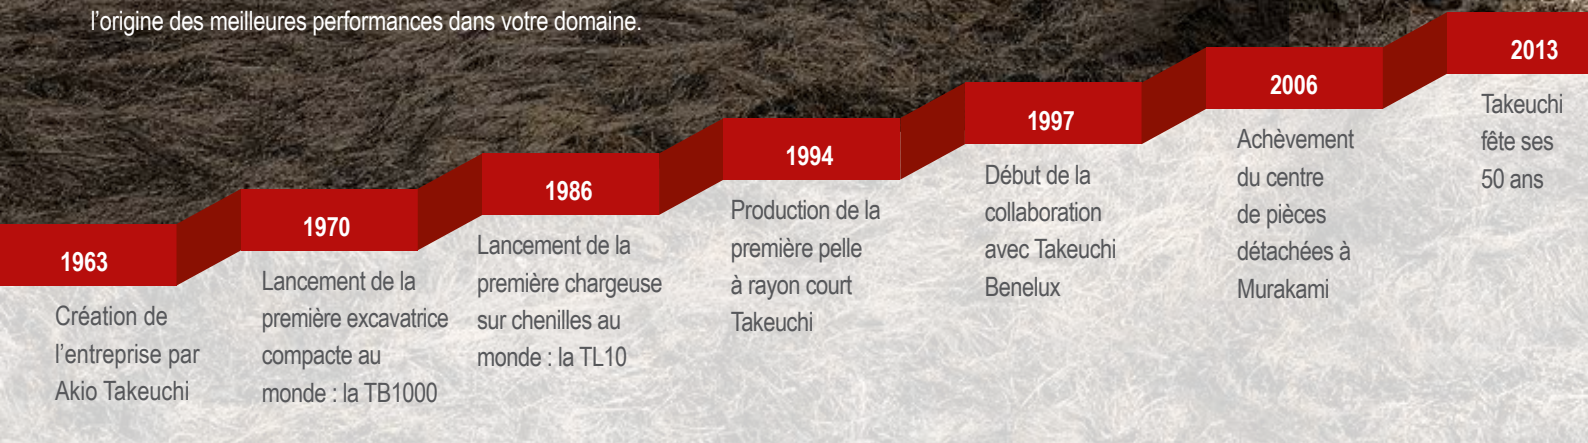 l’origine des meilleures performances dans votre domaine.
1963
Création de
l’entreprise par
Akio Takeuchi
1970
Lancement de la
première excavatrice
compacte au
monde : la TB1000
1986
Lancement de la
première chargeuse
sur chenilles au
monde : la TL10
1994
Production de la
première pelle
à rayon court
Takeuchi
1997
Début de la
collaboration
avec Takeuchi
Benelux
2006
Achèvement
du centre
de pièces
détachées à
Murakami
2013
Takeuchi
fête ses
50 ans